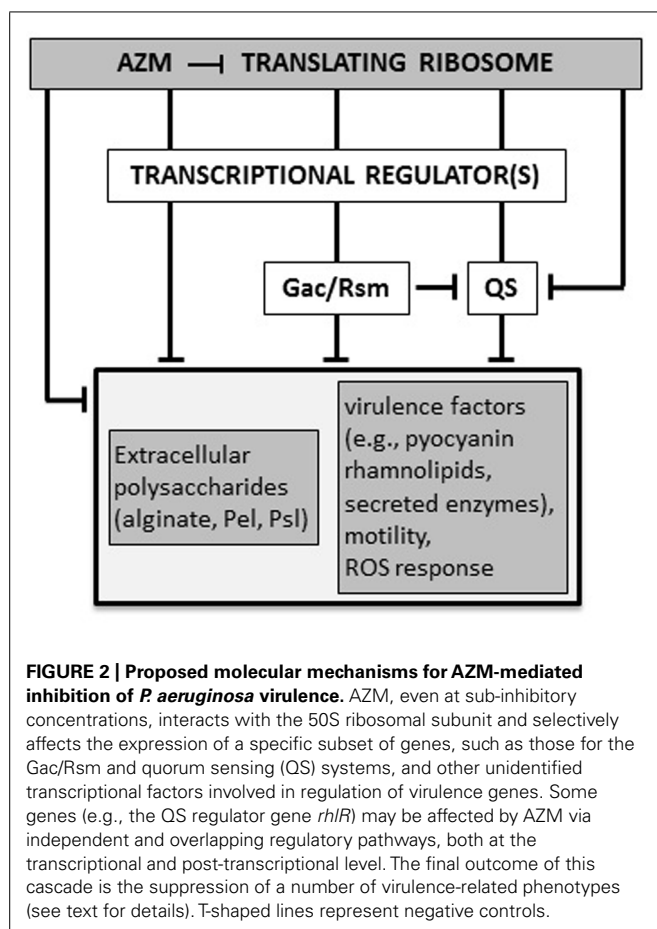 AZM ⊣ TRANSLATING RIBOSOME
TRANSCRIPTIONAL REGULATOR(S)
Gac/Rsm
QS
Extracellular
polysaccharides
(alginate, Pel, Psl)
virulence factors
(e.g., pyocyanin
rhamnolipids,
secreted enzymes),
motility,
ROS response
FIGURE 2 | Proposed molecular mechanisms for AZM-mediated
inhibition of P. aeruginosa virulence. AZM, even at sub-inhibitory
concentrations, interacts with the 50S ribosomal subunit and selectively
affects the expression of a specific subset of genes, such as those for the
Gac/Rsm and quorum sensing (QS) systems, and other unidentified
transcriptional factors involved in regulation of virulence genes. Some
genes (e.g., the QS regulator gene rhlR) may be affected by AZM via
independent and overlapping regulatory pathways, both at the
transcriptional and post-transcriptional level. The final outcome of this
cascade is the suppression of a number of virulence-related phenotypes
(see text for details). T-shaped lines represent negative controls.